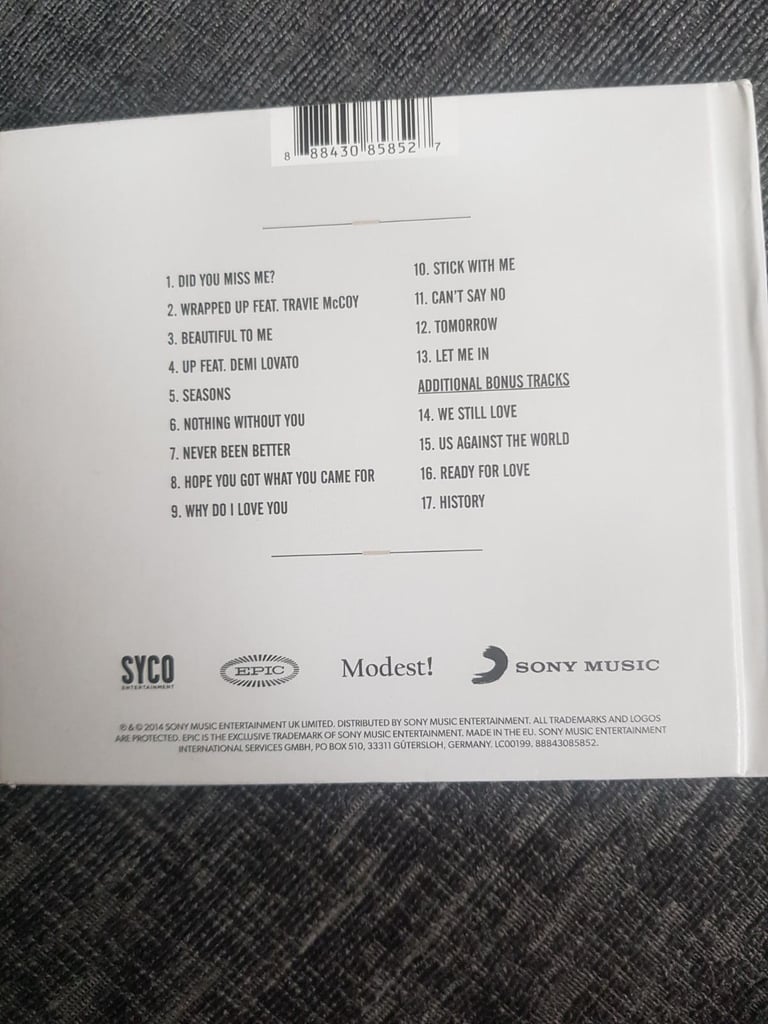 8 88430 85852 7
1. DID YOU MISS ME?
2. WRAPPED UP FEAT. TRAVIE McCOY
3. BEAUTIFUL TO ME
4. UP FEAT. DEMI LOVATO
5. SEASONS
6. NOTHING WITHOUT YOU
7. NEVER BEEN BETTER
8. HOPE YOU GOT WHAT YOU CAME FOR
9. WHY DO I LOVE YOU
10. STICK WITH ME
11. CAN'T SAY NO
12. TOMORROW
13. LET ME IN
ADDITIONAL BONUS TRACKS
14. WE STILL LOVE
15. US AGAINST THE WORLD
16. READY FOR LOVE
17. HISTORY
SYCO
ENTERTAINMENT
EPIC
Modest!
SONY MUSIC
℗ & © 2014 SONY MUSIC ENTERTAINMENT UK LIMITED. DISTRIBUTED BY SONY MUSIC ENTERTAINMENT. ALL TRADEMARKS AND LOGOS
ARE PROTECTED. EPIC IS THE EXCLUSIVE TRADEMARK OF SONY MUSIC ENTERTAINMENT. MADE IN THE EU. SONY MUSIC ENTERTAINMENT
INTERNATIONAL SERVICES GMBH, PO BOX 510, 33311 GÜTERSLOH, GERMANY. LC00199. 88843085852.